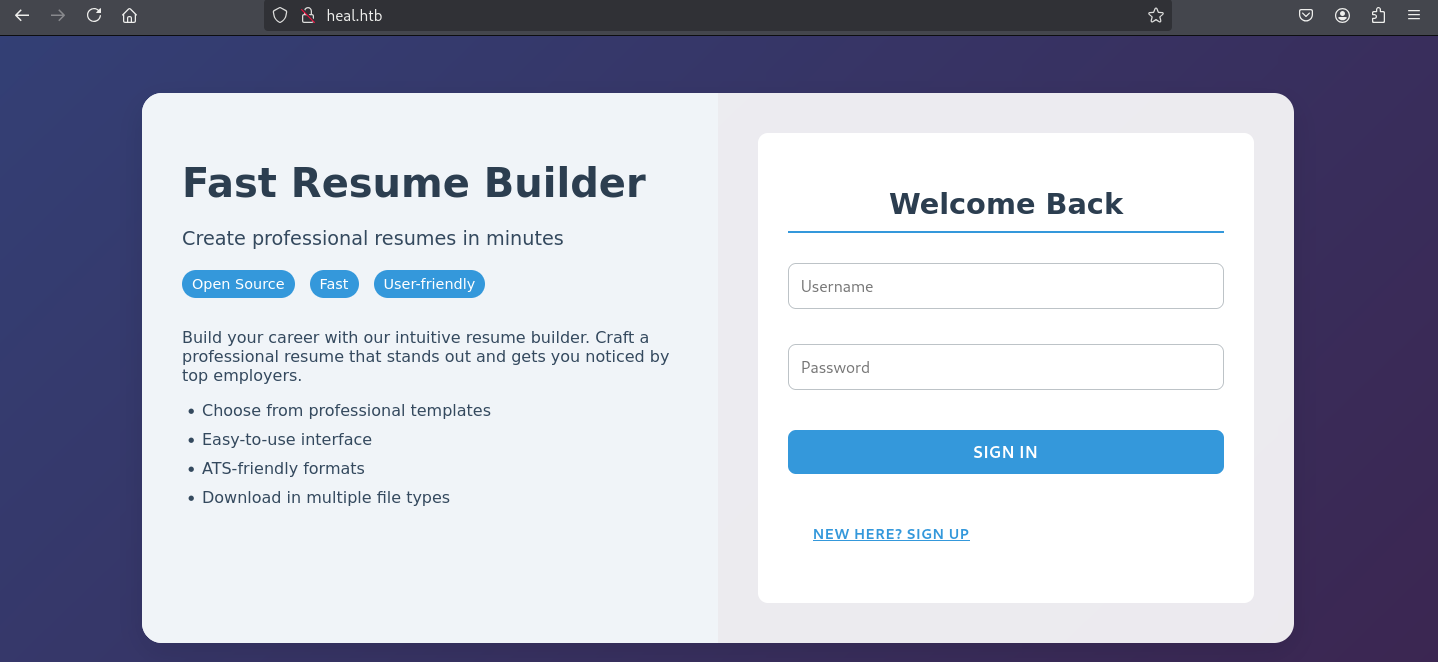 heal.htb
Fast Resume Builder
Create professional resumes in minutes
Open Source Fast User-friendly
Build your career with our intuitive resume builder. Craft a
professional resume that stands out and gets you noticed by
top employers.
• Choose from professional templates
• Easy-to-use interface
• ATS-friendly formats
• Download in multiple file types
Welcome Back
Username
Password
SIGN IN
NEW HERE? SIGN UP